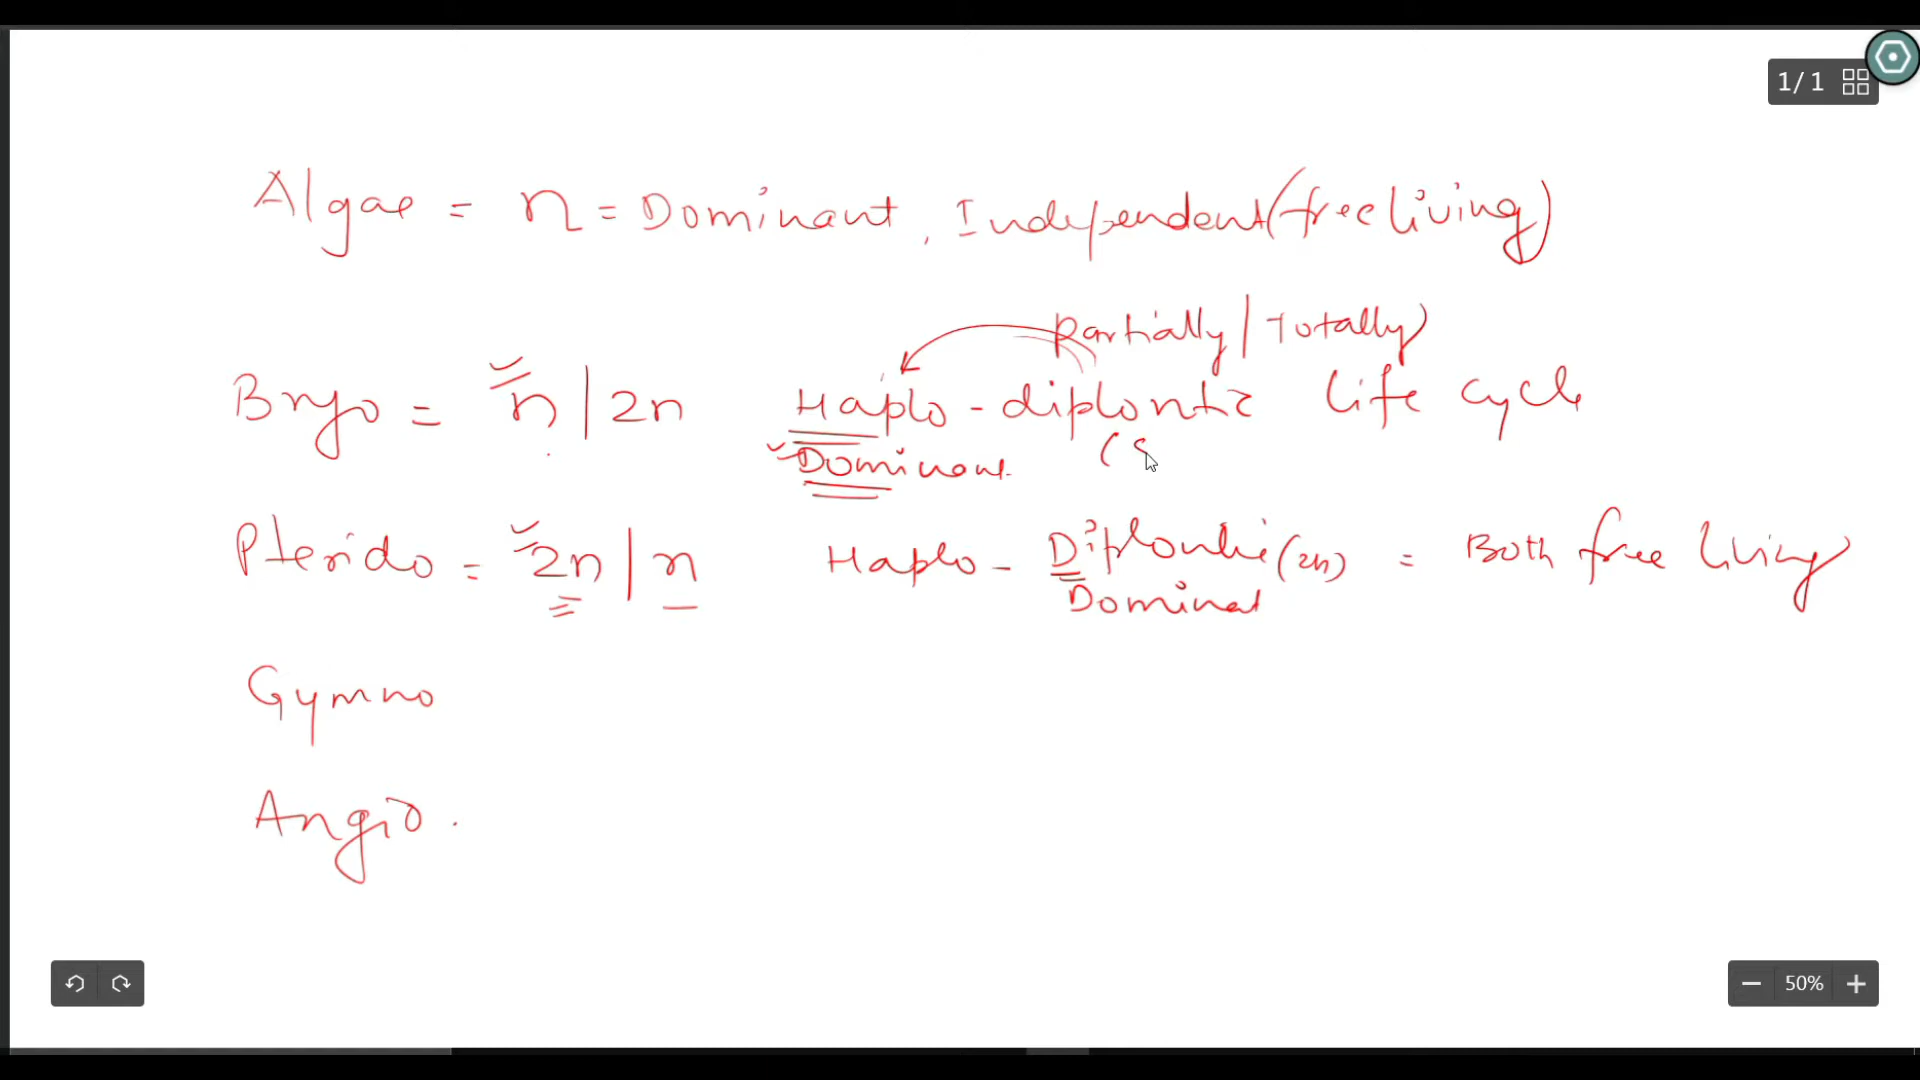 1/1
Algae = n = Dominant, Independent (free living)
Partially | Totally
Bryo = n | 2n Haplo - diplontic life cycle
Dominant (S
Pterido = 2n | n Haplo - Diplontic (2n) = Both free living
Dominat
Gymno
Angio.
50%